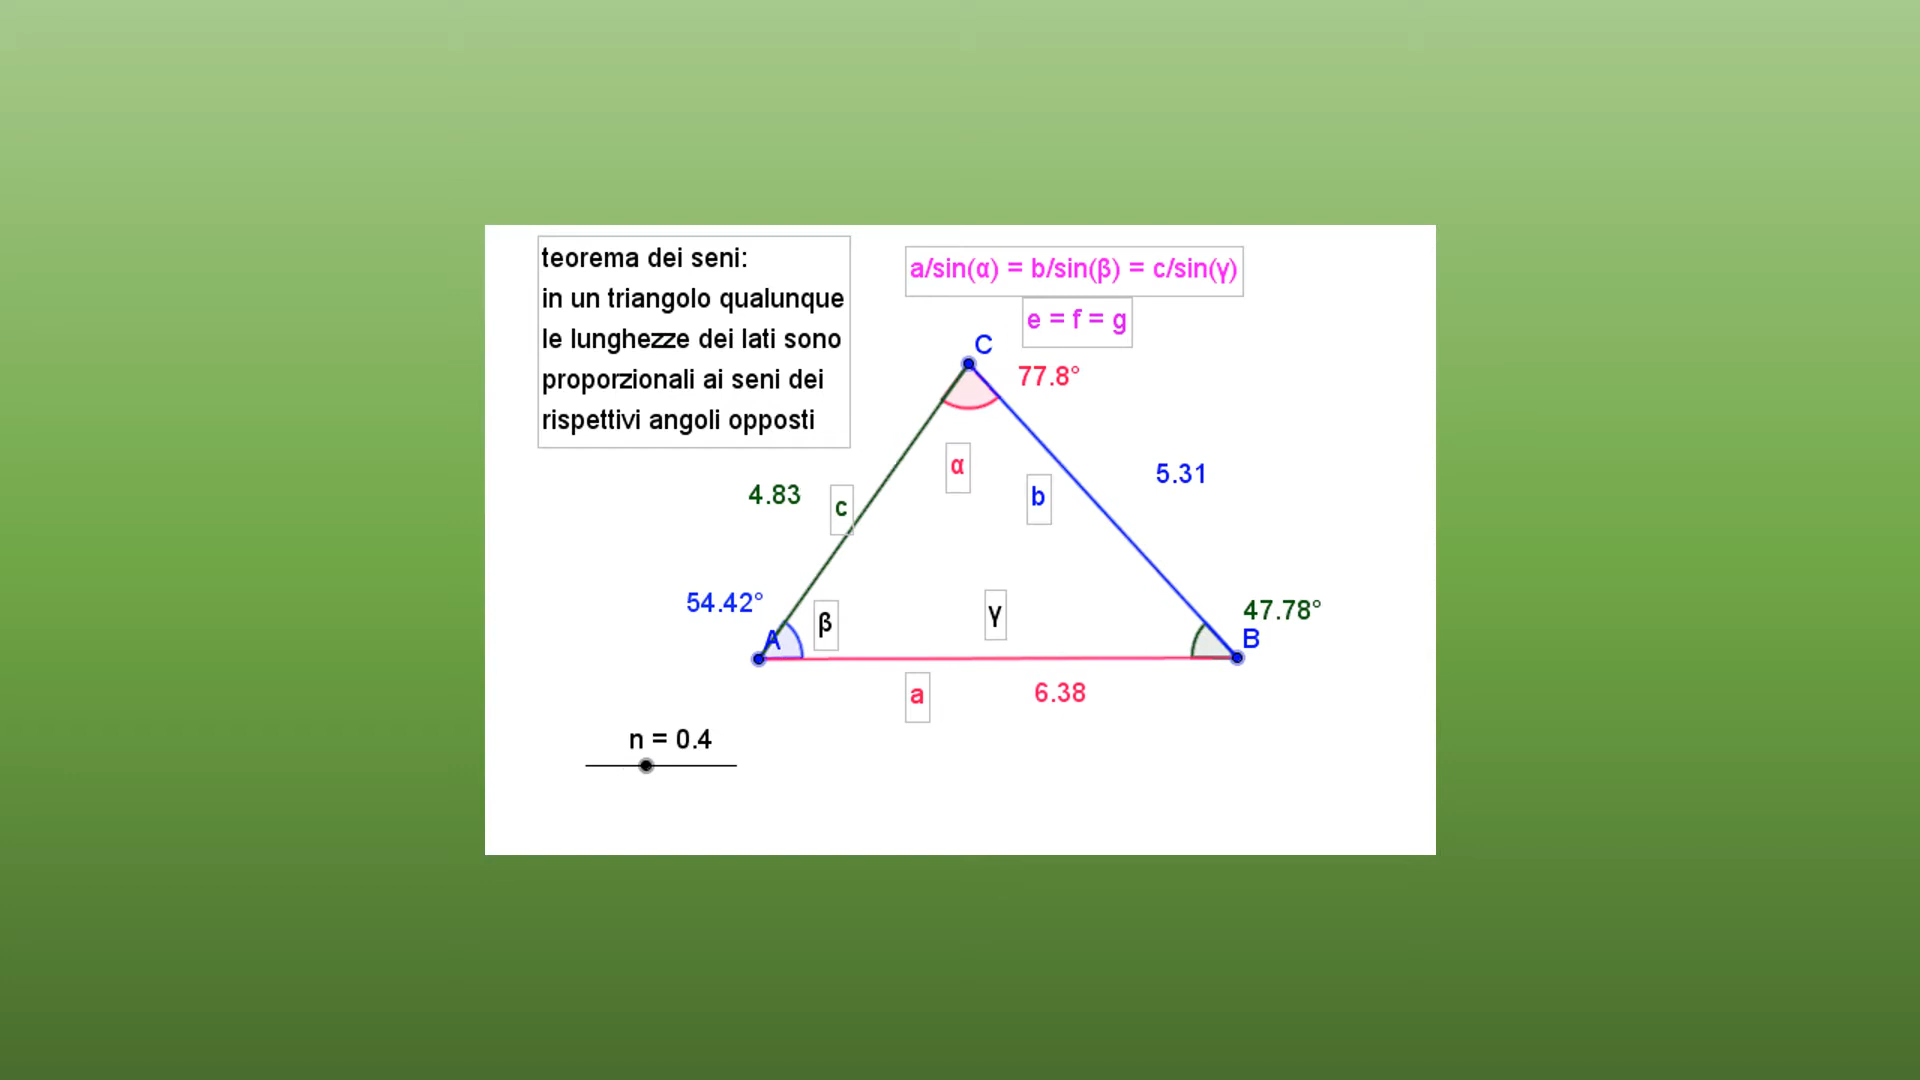 teorema dei seni:
in un triangolo qualunque
le lunghezze dei lati sono
proporzionali ai seni dei
rispettivi angoli opposti
a/sin(α) = b/sin(β) = c/sin(γ)
e = f = g
C
77.8°
α
b
5.31
4.83
c
54.42°
A
β
γ
47.78°
B
a
6.38
n = 0.4